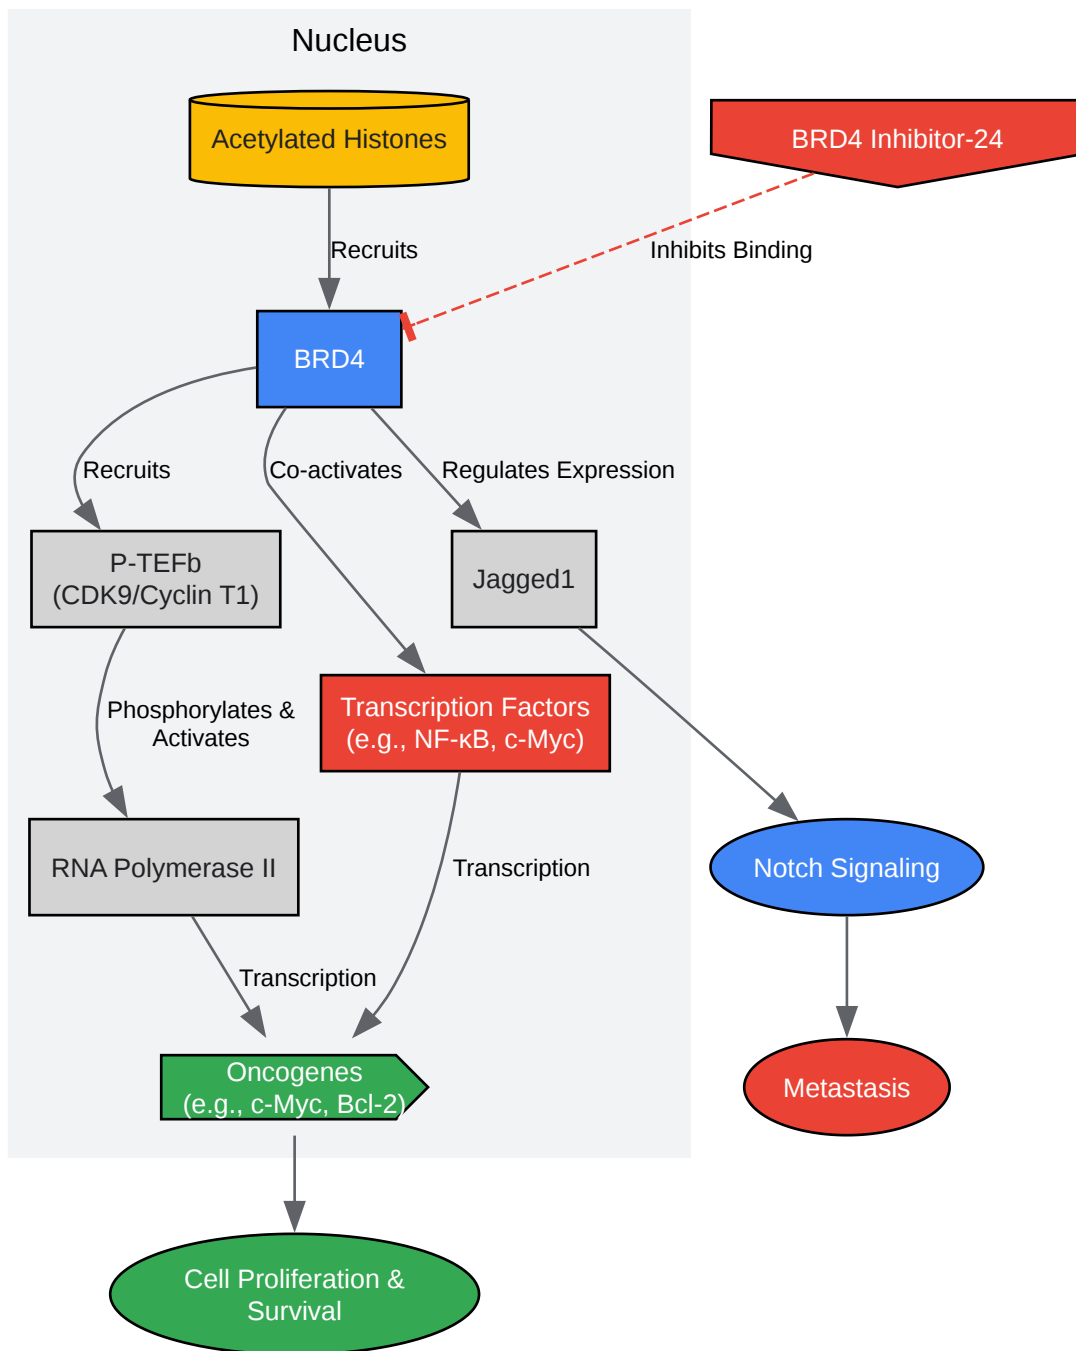 Nucleus
Acetylated Histones
BRD4 Inhibitor-24
Recruits
Inhibits Binding
BRD4
Recruits
Co-activates
Regulates Expression
P-TEFb
(CDK9/Cyclin T1)
Jagged1
Phosphorylates &
Activates
Transcription Factors
(e.g., NF-κB, c-Myc)
RNA Polymerase II
Transcription
Notch Signaling
Transcription
Oncogenes
(e.g., c-Myc, Bcl-2)
Metastasis
Cell Proliferation &
Survival